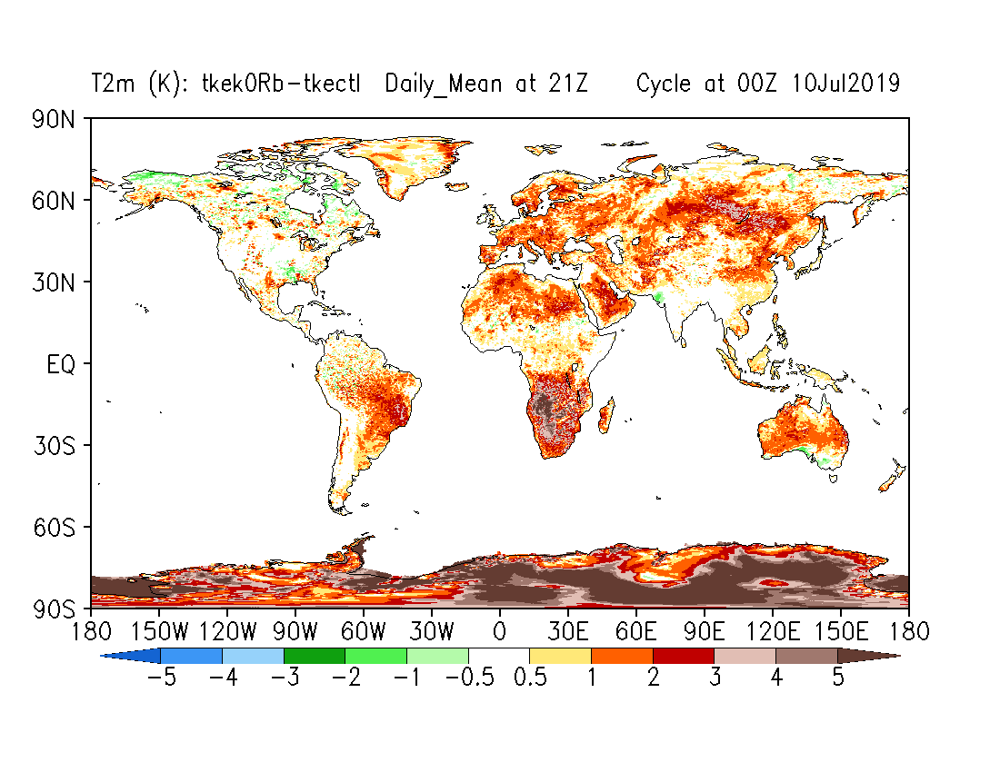 T2m (K): tkek0Rb-tkectl Daily_Mean at 21Z Cycle at 00Z 10Jul2019
90N
60N
30N
EQ
30S
60S
90S
180 150W 120W 90W 60W 30W 0 30E 60E 90E 120E 150E 180
-5 -4 -3 -2 -1 -0.5 0.5 1 2 3 4 5